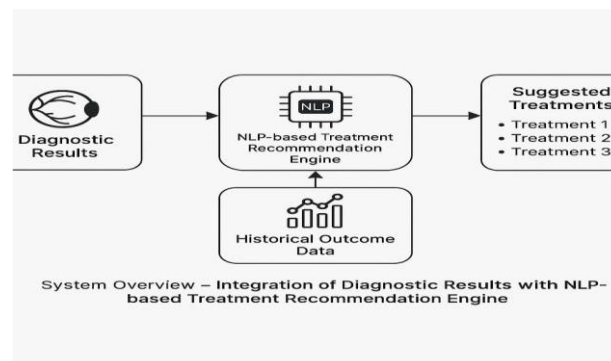 Diagnostic
Results
NLP
NLP-based Treatment
Recommendation
Engine
Suggested
Treatments
• Treatment 1
• Treatment 2
• Treatment 3
Historical Outcome
Data
System Overview – Integration of Diagnostic Results with NLP-
based Treatment Recommendation Engine